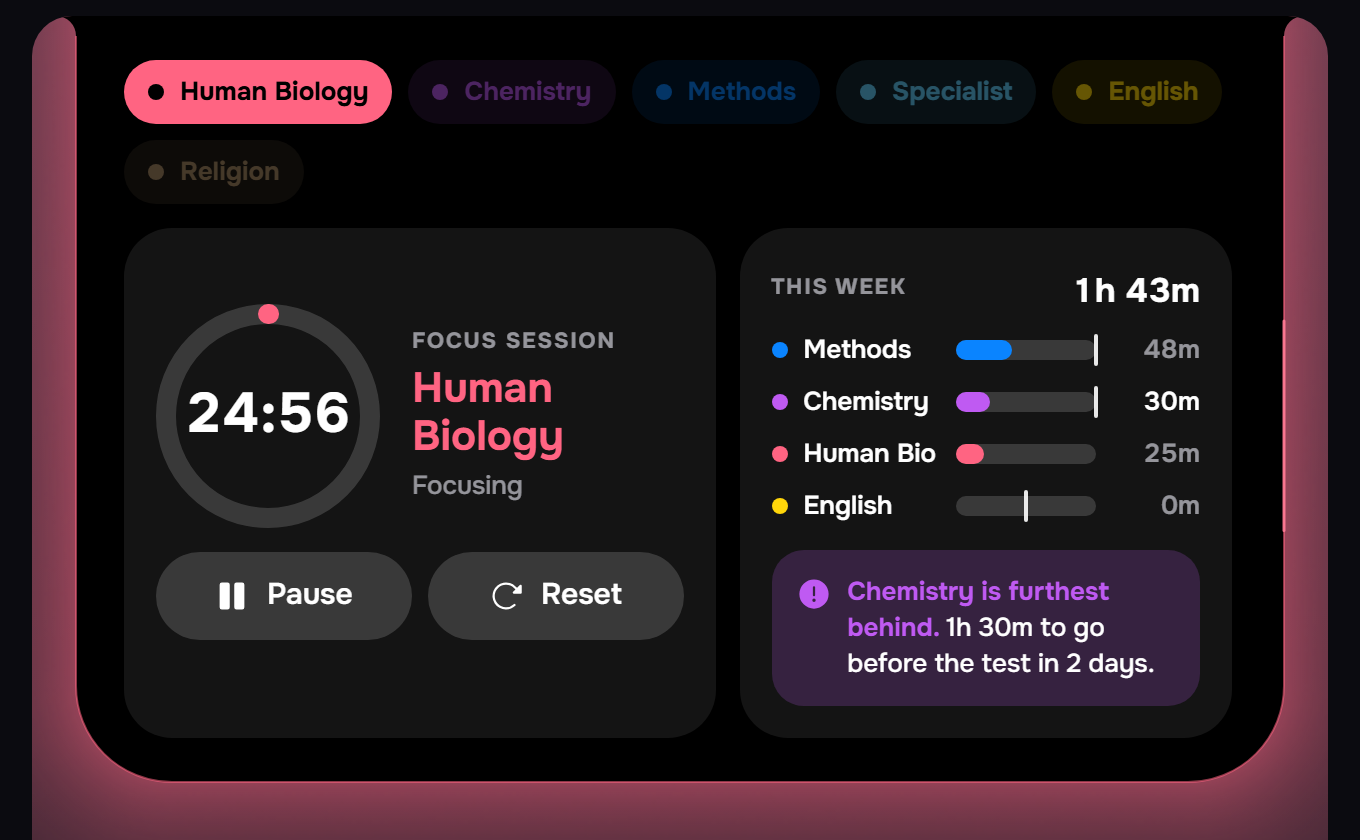 Human Biology
Chemistry
Methods
Specialist
English
Religion
24:56
FOCUS SESSION
Human
Biology
Focusing
Pause
Reset
THIS WEEK
1h 43m
Methods
48m
Chemistry
30m
Human Bio
25m
English
0m
Chemistry is furthest
behind. 1h 30m to go
before the test in 2 days.